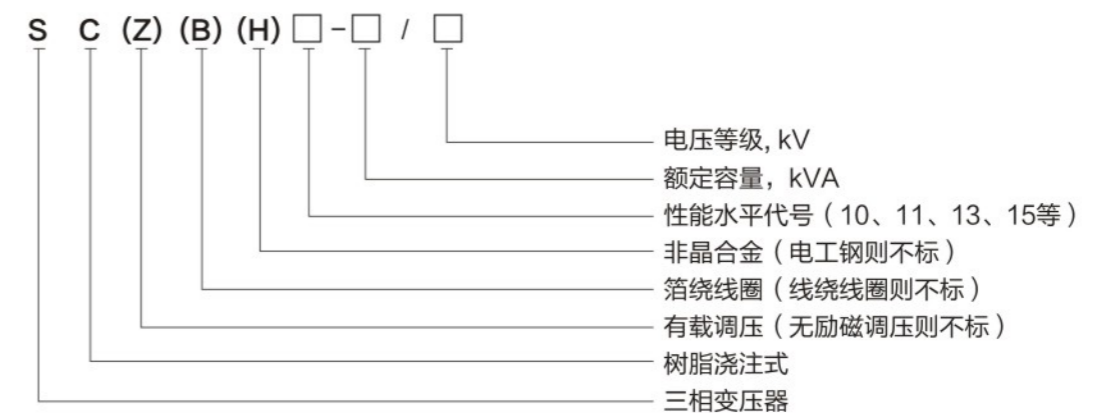 S C (Z) (B) (H) □ - □ / □
电压等级, kV
额定容量，kVA
性能水平代号（10、11、13、15等）
非晶合金（电工钢则不标）
箔绕线圈（线绕线圈则不标）
有载调压（无励磁调压则不标）
树脂浇注式
三相变压器